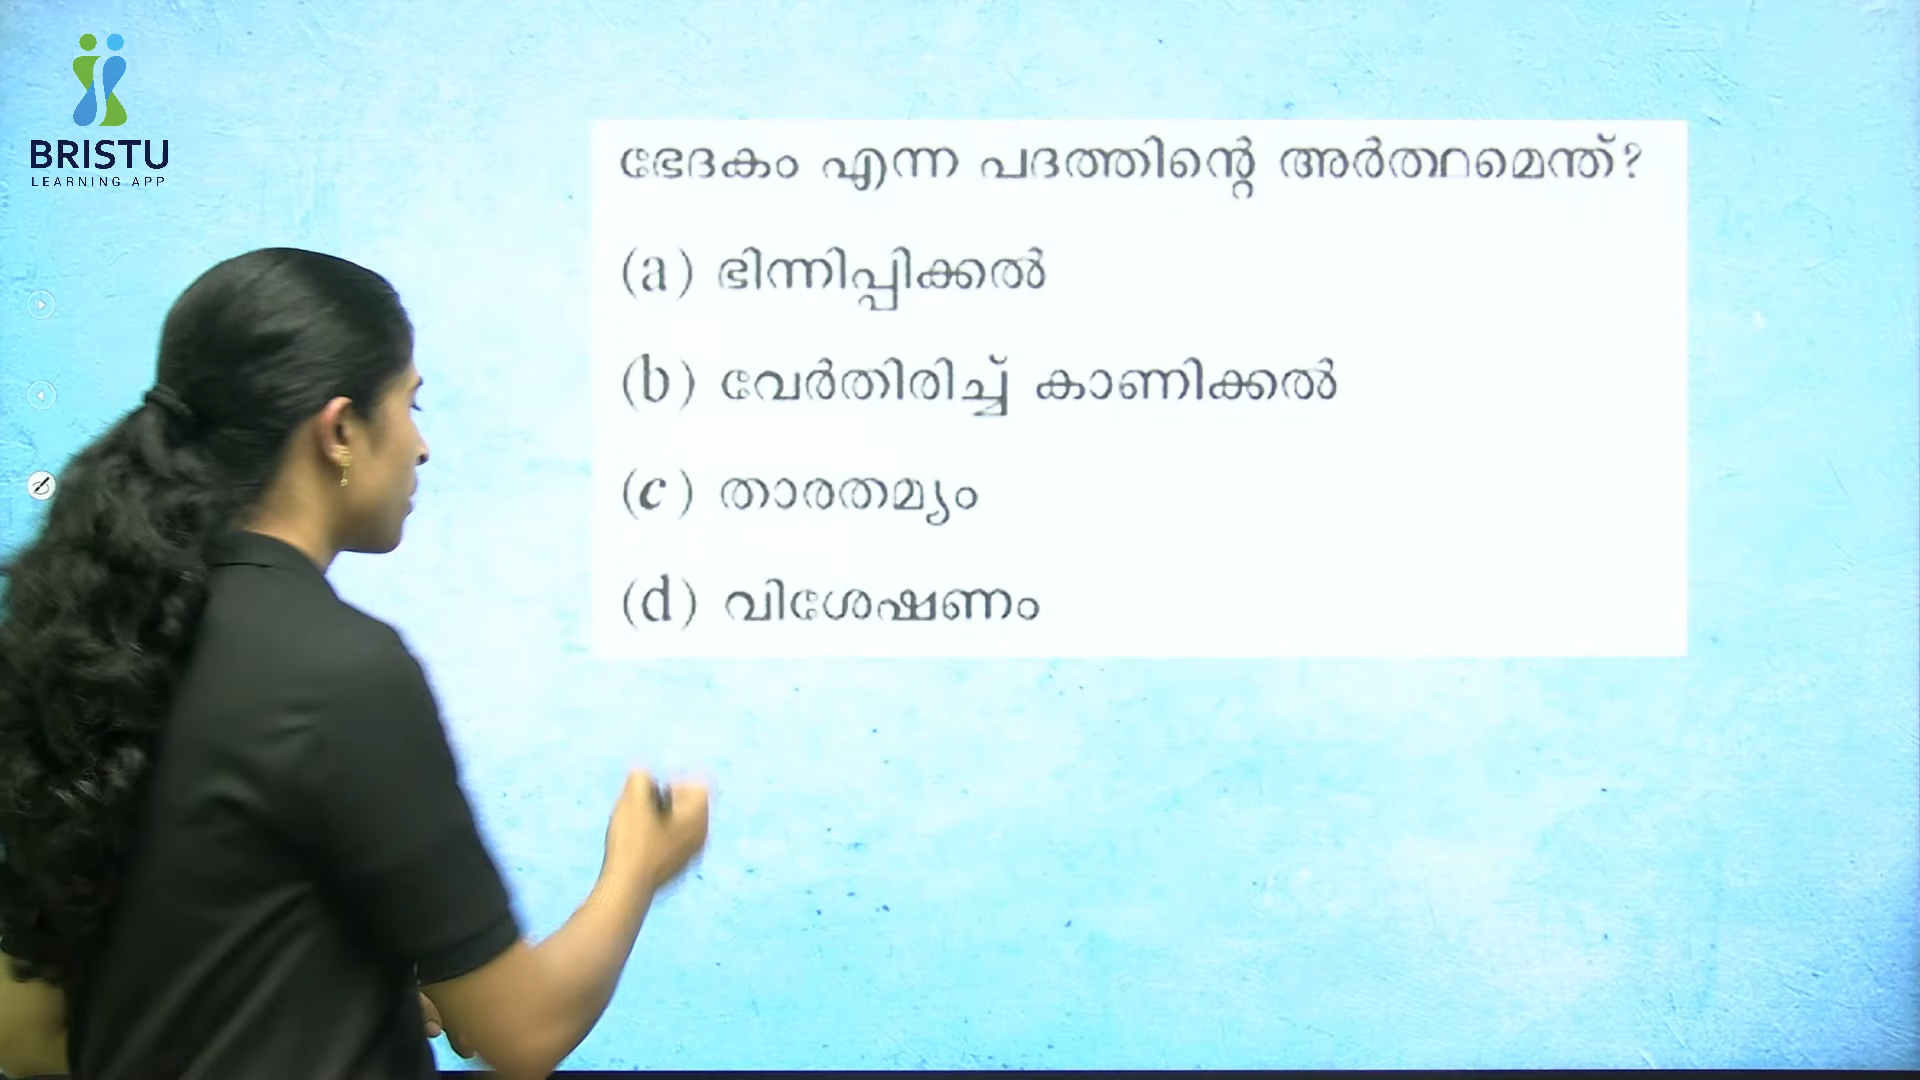 BRISTU
LEARNING APP
ഭേദകം എന്ന പദത്തിന്റെ അർത്ഥമെന്ത്?
(a) ഭിന്നിപ്പിക്കൽ
(b) വേർതിരിച്ച് കാണിക്കൽ
(c) താരതമ്യം
(d) വിശേഷണം